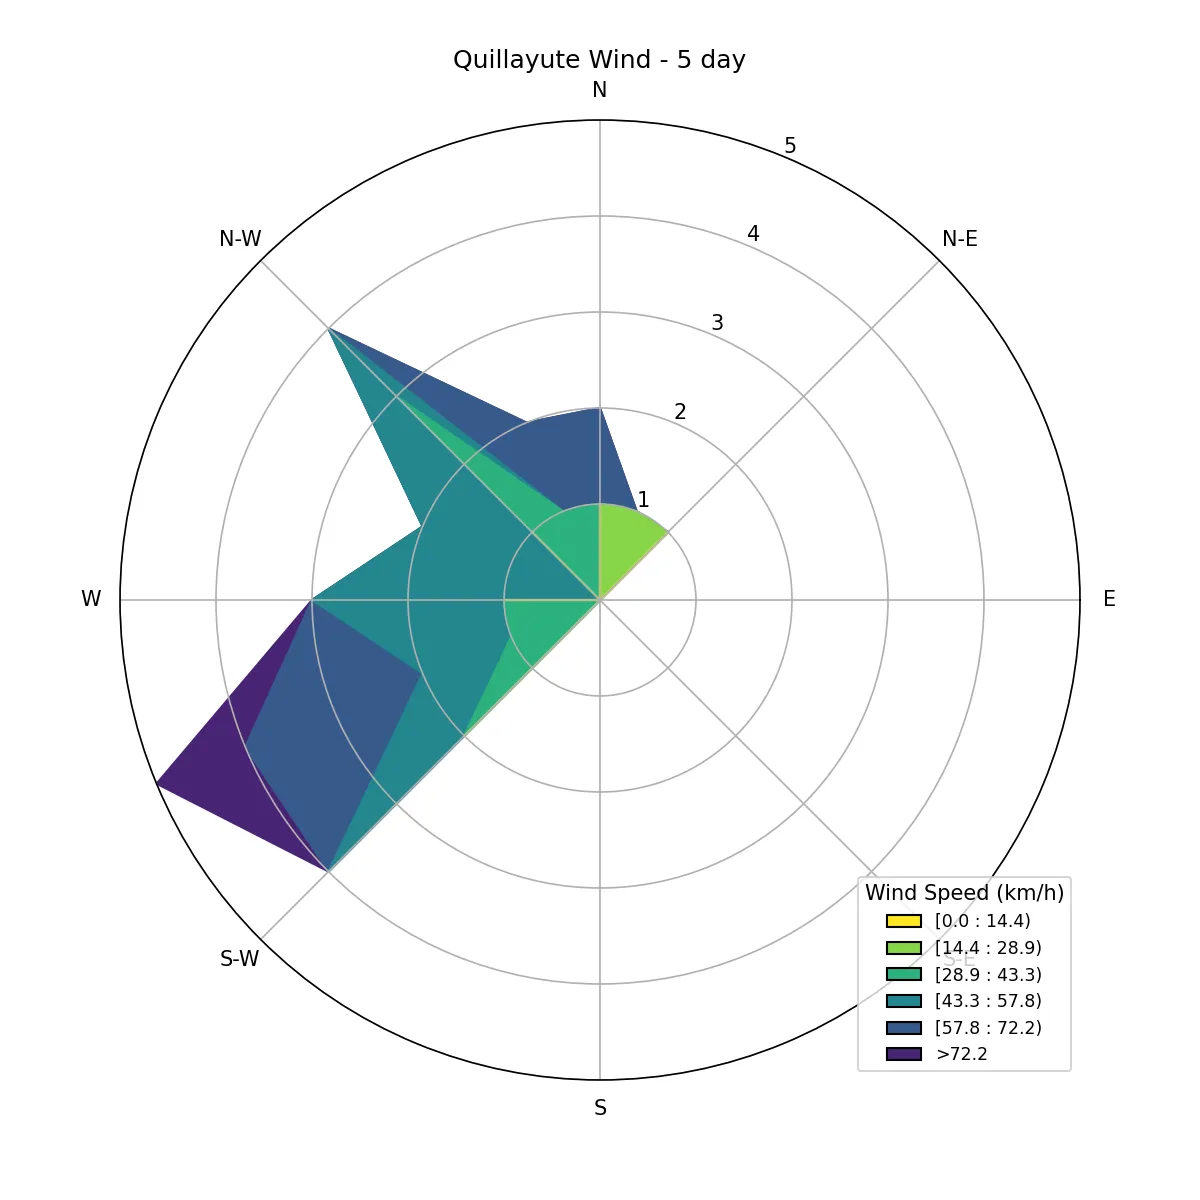 Quillayute Wind - 5 day
N
5
N-W
4
N-E
3
2
1
W
E
S-W
S-E
S
Wind Speed (km/h)
[0.0 : 14.4)
[14.4 : 28.9)
[28.9 : 43.3)
[43.3 : 57.8)
[57.8 : 72.2)
>72.2